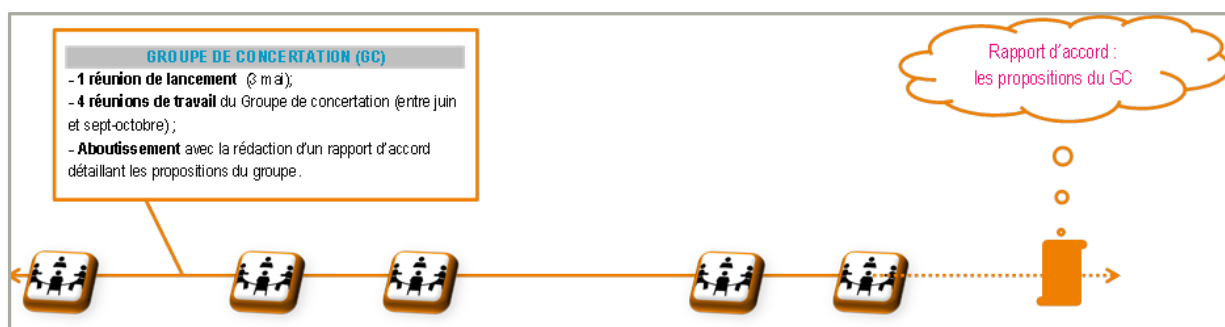 GROUPE DE CONCERTATION (GC)
- 1 réunion de lancement (3 mai);
- 4 réunions de travail du Groupe de concertation (entre juin
et sept-octobre) ;
- Aboutissement avec la rédaction d'un rapport d'accord
détaillant les propositions du groupe.
Rapport d'accord :
les propositions du GC